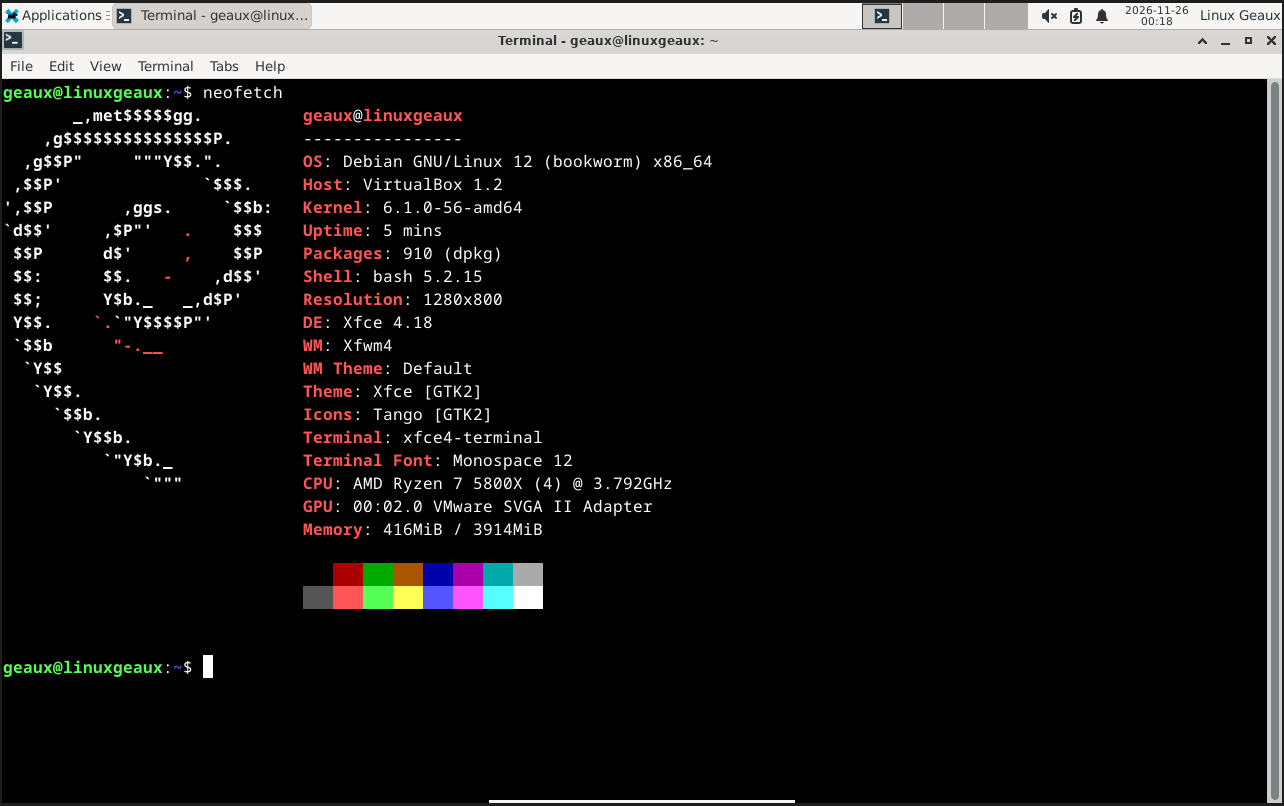 Applications
Terminal - geaux@linux...
2026-11-26
00:18
Linux Geaux
Terminal - geaux@linuxgeaux: ~
File Edit View Terminal Tabs Help
geaux@linuxgeaux:~$ neofetch
       _,met$$$$$gg.          geaux@linuxgeaux
    ,g$$$$$$$$$$$$$$$P.       ----------------
  ,g$$P"     """Y$$.".        OS: Debian GNU/Linux 12 (bookworm) x86_64
 ,$$P'              `$$$.     Host: VirtualBox 1.2
',$$P       ,ggs.     `$$b:   Kernel: 6.1.0-56-amd64
`d$$'     ,$P"'   .    $$$    Uptime: 5 mins
 $$P      d$'     ,    $$P    Packages: 910 (dpkg)
 $$:      $$.   -    ,d$$'    Shell: bash 5.2.15
 $$;      Y$b._   _,d$P'      Resolution: 1280x800
 Y$$.    `.`"Y$$$$P"'         DE: Xfce 4.18
 `$$b      "-.__              WM: Xfwm4
  `Y$$                        WM Theme: Default
   `Y$$.                      Theme: Xfce [GTK2]
     `$$b.                    Icons: Tango [GTK2]
       `Y$$b.                 Terminal: xfce4-terminal
          `"Y$b._             Terminal Font: Monospace 12
              `"""            CPU: AMD Ryzen 7 5800X (4) @ 3.792GHz
                              GPU: 00:02.0 VMware SVGA II Adapter
                              Memory: 416MiB / 3914MiB
geaux@linuxgeaux:~$